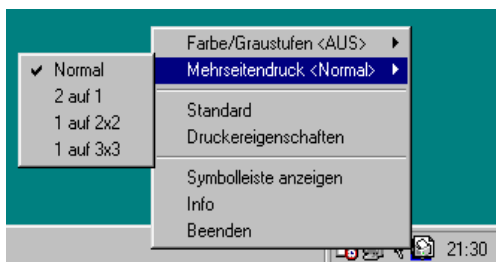 Farbe/Graustufen <AUS>
Mehrseitendruck <Normal>
Normal
2 auf 1
1 auf 2x2
1 auf 3x3
Standard
Druckereigenschaften
Symbolleiste anzeigen
Info
Beenden
21:30